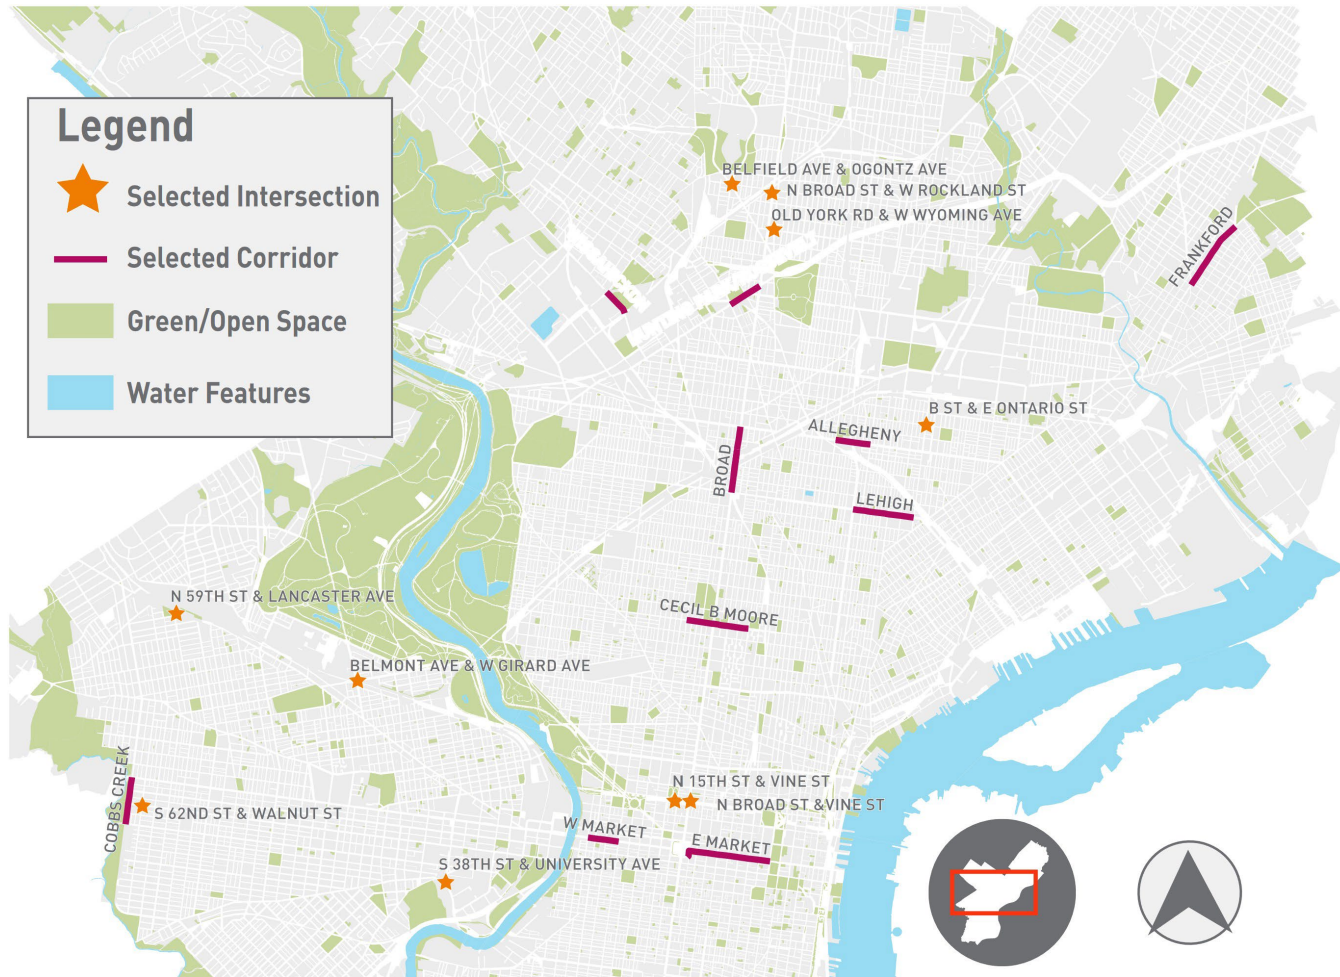 Legend
Selected Intersection
Selected Corridor
Green/Open Space
Water Features
BELFIELD AVE & OGONTZ AVE
N BROAD ST & W ROCKLAND ST
OLD YORK RD & W WYOMING AVE
FRANKFORD
B ST & E ONTARIO ST
ALLEGHENY
BROAD
LEHIGH
N 59TH ST & LANCASTER AVE
CECIL B MOORE
BELMONT AVE & W GIRARD AVE
COBBS CREEK
N 15TH ST & VINE ST
N BROAD ST &VINE ST
S 62ND ST & WALNUT ST
W MARKET
E MARKET
S 38TH ST & UNIVERSITY AVE